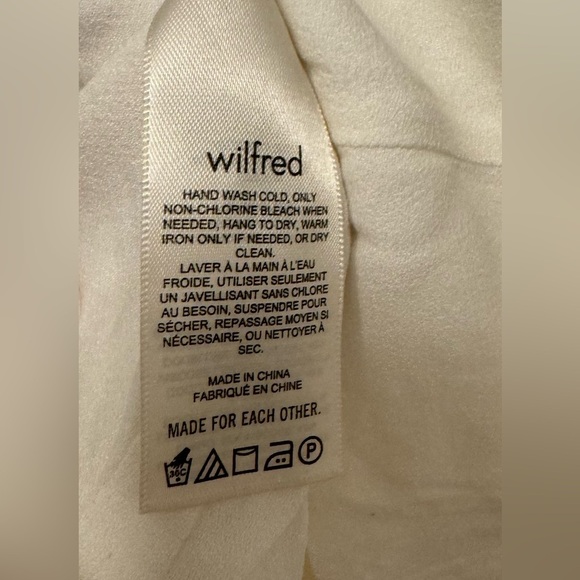 wilfred
HAND WASH COLD, ONLY
NON-CHLORINE BLEACH WHEN
NEEDED, HANG TO DRY, WARM
IRON ONLY IF NEEDED, OR DRY
CLEAN.
LAVER À LA MAIN À L'EAU
FROIDE, UTILISER SEULEMENT
UN JAVELLISANT SANS CHLORE
AU BESOIN, SUSPENDRE POUR
SÉCHER, REPASSAGE MOYEN SI
NÉCESSAIRE, OU NETTOYER À
SEC.
MADE IN CHINA
FABRIQUÉ EN CHINE
MADE FOR EACH OTHER.
30C P